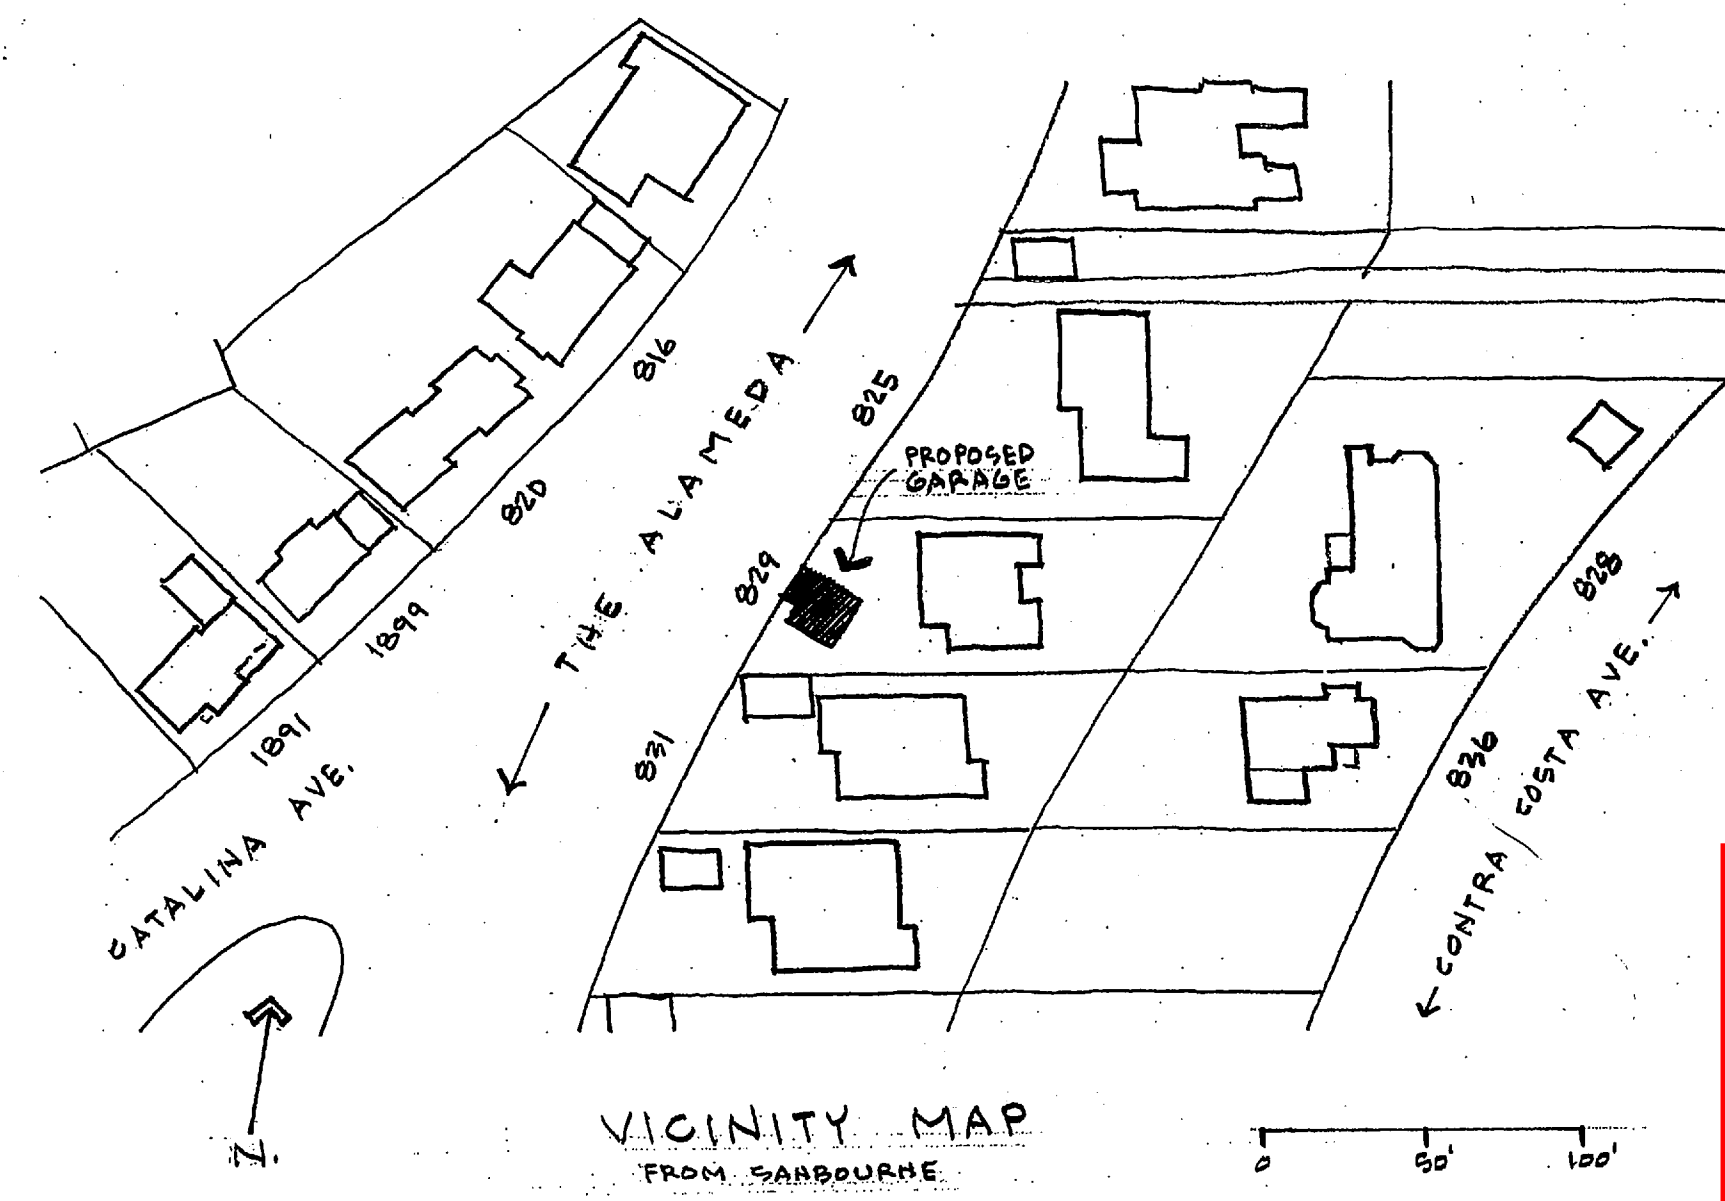 816
820
THE ALAMEDA
825
PROPOSED
GARAGE
829
1899
1891
831
828
836
CATALINA AVE.
CONTRA COSTA AVE.
N.
VICINITY MAP
FROM SANBOURNE
0 50' 100'